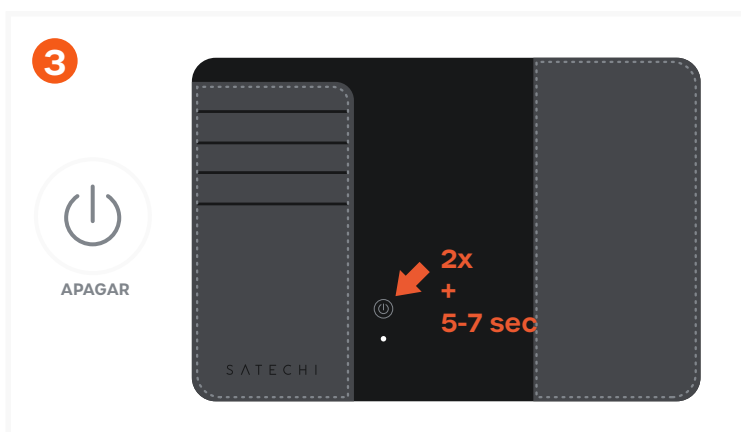 3
APAGAR
2x
+
5-7 sec
SATECHI